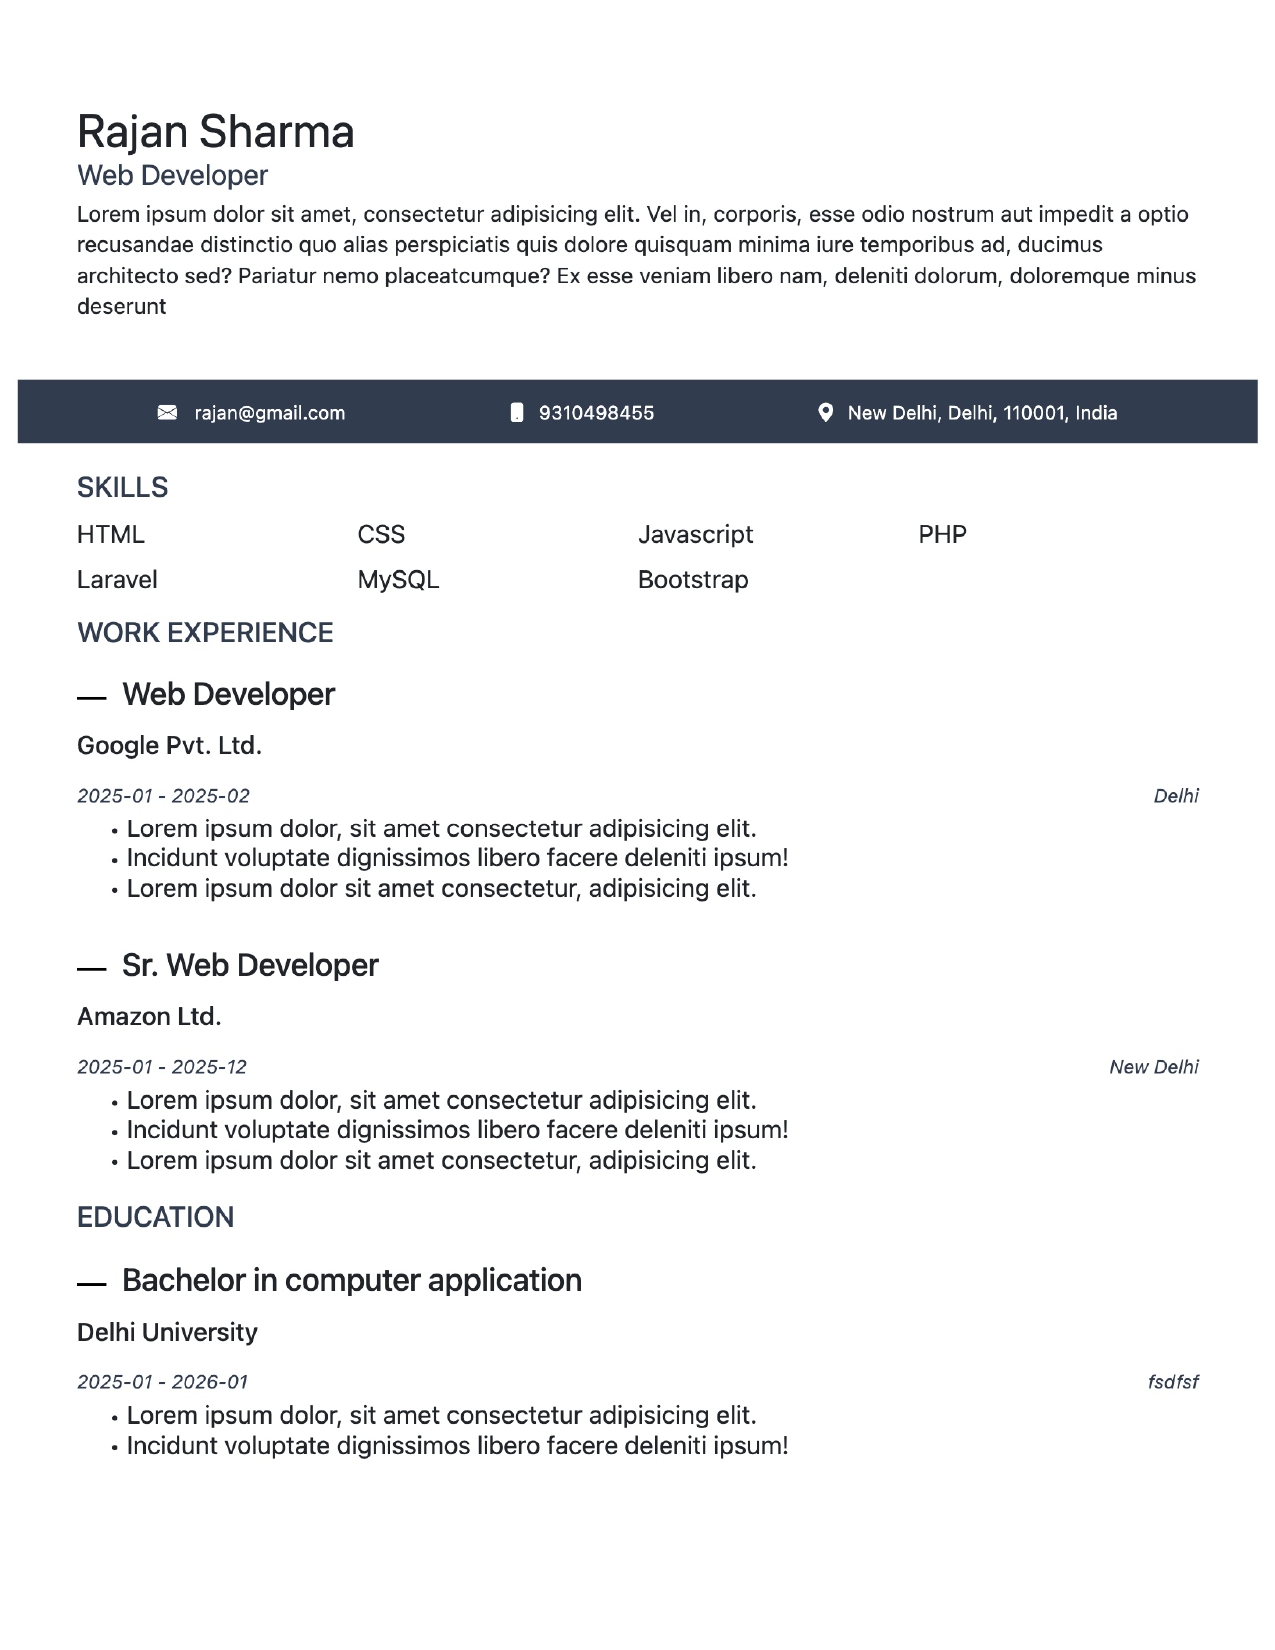 Rajan Sharma
Web Developer
Lorem ipsum dolor sit amet, consectetur adipisicing elit. Vel in, corporis, esse odio nostrum aut impedit a optio
recusandae distinctio quo alias perspiciatis quis dolore quisquam minima iure temporibus ad, ducimus
architecto sed? Pariatur nemo placeatcumque? Ex esse veniam libero nam, deleniti dolorum, doloremque minus
deserunt
rajan@gmail.com 9310498455 New Delhi, Delhi, 110001, India
SKILLS
HTML CSS Javascript PHP
Laravel MySQL Bootstrap
WORK EXPERIENCE
— Web Developer
Google Pvt. Ltd.
2025-01 - 2025-02 Delhi
• Lorem ipsum dolor, sit amet consectetur adipisicing elit.
• Incidunt voluptate dignissimos libero facere deleniti ipsum!
• Lorem ipsum dolor sit amet consectetur, adipisicing elit.
— Sr. Web Developer
Amazon Ltd.
2025-01 - 2025-12 New Delhi
• Lorem ipsum dolor, sit amet consectetur adipisicing elit.
• Incidunt voluptate dignissimos libero facere deleniti ipsum!
• Lorem ipsum dolor sit amet consectetur, adipisicing elit.
EDUCATION
— Bachelor in computer application
Delhi University
2025-01 - 2026-01 fsdfsf
• Lorem ipsum dolor, sit amet consectetur adipisicing elit.
• Incidunt voluptate dignissimos libero facere deleniti ipsum!